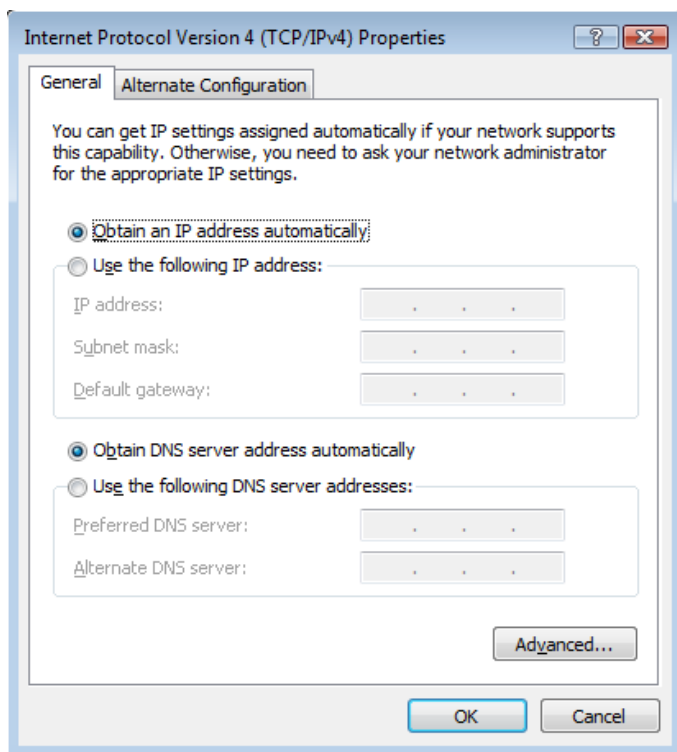 Internet Protocol Version 4 (TCP/IPv4) Properties
?
General
Alternate Configuration
You can get IP settings assigned automatically if your network supports
this capability. Otherwise, you need to ask your network administrator
for the appropriate IP settings.
Obtain an IP address automatically
Use the following IP address:
IP address:
Subnet mask:
Default gateway:
Obtain DNS server address automatically
Use the following DNS server addresses:
Preferred DNS server:
Alternate DNS server:
Advanced...
OK
Cancel